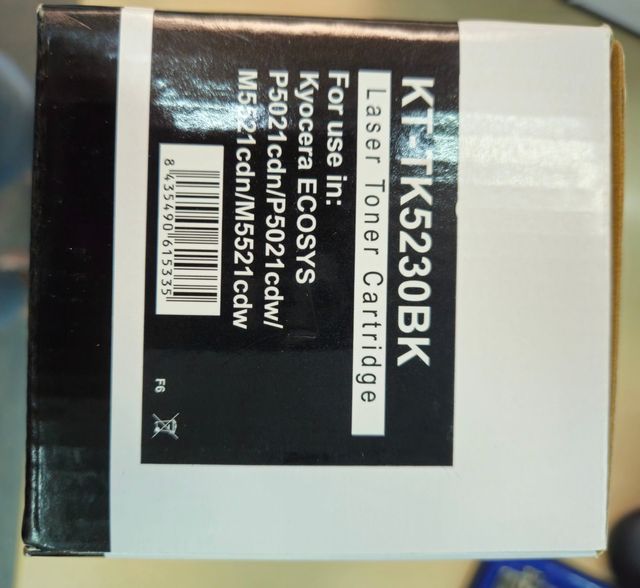 KT-TK5230BK
Laser Toner Cartridge
For use in:
Kyocera ECOSYS
P5021cdn/P5021cdw/
M5521cdn/M5521cdw
8 435490 615335
F6